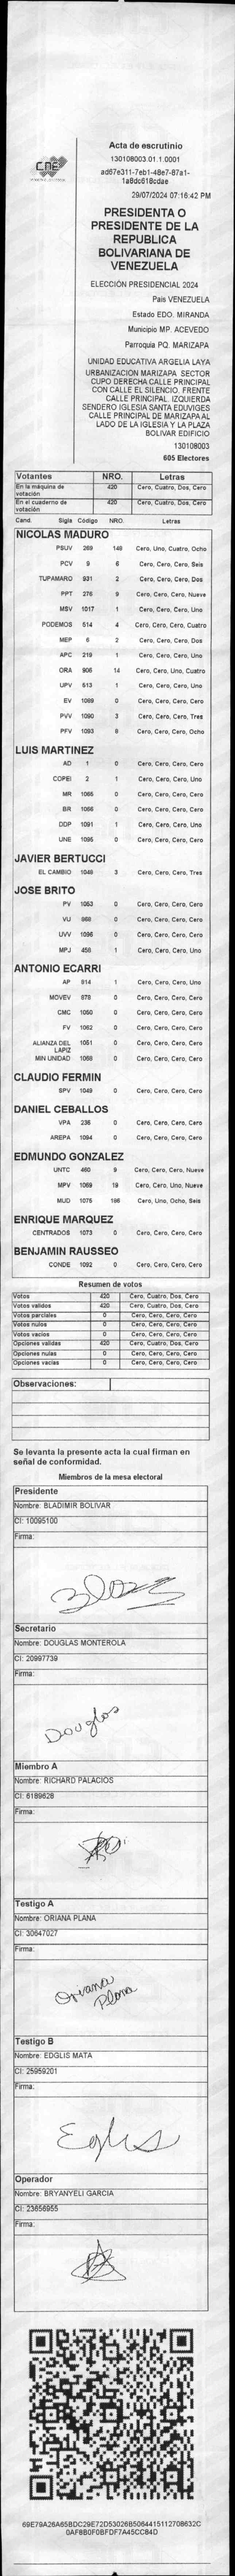 cne
Acta de escrutinio
130108003.01.1.0001
ad67e311-7eb1-48e7-87a1-
1a8dc618cdae
29/07/2024 07:16:42 PM
PRESIDENTA O
PRESIDENTE DE LA
REPUBLICA
BOLIVARIANA DE
VENEZUELA
ELECCIÓN PRESIDENCIAL 2024
País VENEZUELA
Estado EDO. MIRANDA
Municipio MP. ACEVEDO
Parroquia PQ. MARIZAPA
UNIDAD EDUCATIVA ARGELIA LAYA
URBANIZACION MARIZAPA SECTOR
CUPO DERECHA CALLE PRINCIPAL
CON CALLE EL SILENCIO. FRENTE
CALLE PRINCIPAL. IZQUIERDA
SENDERO IGLESIA SANTA EDUVIGES
CALLE PRINCIPAL DE MARIZAPA AL
LADO DE LA IGLESIA Y LA PLAZA
BOLIVAR EDIFICIO
130108003
605 Electores
Votantes NRO. Letras
En la máquina de votación 420 Cero, Cuatro, Dos, Cero
En el cuaderno de votación 420 Cero, Cuatro, Dos, Cero
Cand. Sigla Código NRO. Letras
NICOLAS MADURO
PSUV 269 148 Cero, Uno, Cuatro, Ocho
PCV 9 6 Cero, Cero, Cero, Seis
TUPAMARO 931 2 Cero, Cero, Cero, Dos
PPT 276 9 Cero, Cero, Cero, Nueve
MSV 1017 1 Cero, Cero, Cero, Uno
PODEMOS 514 4 Cero, Cero, Cero, Cuatro
MEP 6 2 Cero, Cero, Cero, Dos
APC 219 1 Cero, Cero, Cero, Uno
ORA 906 14 Cero, Cero, Uno, Cuatro
UPV 513 1 Cero, Cero, Cero, Uno
EV 1089 0 Cero, Cero, Cero, Cero
PVV 1090 3 Cero, Cero, Cero, Tres
PFV 1093 8 Cero, Cero, Cero, Ocho
LUIS MARTINEZ
AD 1 0 Cero, Cero, Cero, Cero
COPEI 2 1 Cero, Cero, Cero, Uno
MR 1065 0 Cero, Cero, Cero, Cero
BR 1066 0 Cero, Cero, Cero, Cero
DDP 1091 1 Cero, Cero, Cero, Uno
UNE 1095 0 Cero, Cero, Cero, Cero
JAVIER BERTUCCI
EL CAMBIO 1048 3 Cero, Cero, Cero, Tres
JOSE BRITO
PV 1053 0 Cero, Cero, Cero, Cero
VU 968 0 Cero, Cero, Cero, Cero
UVV 1096 0 Cero, Cero, Cero, Cero
MPJ 456 1 Cero, Cero, Cero, Uno
ANTONIO ECARRI
AP 914 1 Cero, Cero, Cero, Uno
MOVEV 979 0 Cero, Cero, Cero, Cero
CMC 1050 0 Cero, Cero, Cero, Cero
FV 1062 0 Cero, Cero, Cero, Cero
ALIANZA DEL LAPIZ 1051 0 Cero, Cero, Cero, Cero
MIN UNIDAD 1058 0 Cero, Cero, Cero, Cero
CLAUDIO FERMIN
SPV 1049 0 Cero, Cero, Cero, Cero
DANIEL CEBALLOS
VPA 236 0 Cero, Cero, Cero, Cero
AREPA 1094 0 Cero, Cero, Cero, Cero
EDMUNDO GONZALEZ
UNTC 460 9 Cero, Cero, Cero, Nueve
MPV 1069 19 Cero, Cero, Uno, Nueve
MUD 1075 186 Cero, Uno, Ocho, Seis
ENRIQUE MARQUEZ
CENTRADOS 1073 0 Cero, Cero, Cero, Cero
BENJAMIN RAUSSEO
CONDE 1092 0 Cero, Cero, Cero, Cero
Resumen de votos
Votos 420 Cero, Cuatro, Dos, Cero
Votos validos 420 Cero, Cuatro, Dos, Cero
Votos parciales 0 Cero, Cero, Cero, Cero
Votos nulos 0 Cero, Cero, Cero, Cero
Votos vacios 0 Cero, Cero, Cero, Cero
Opciones validas 420 Cero, Cuatro, Dos, Cero
Opciones nulas 0 Cero, Cero, Cero, Cero
Opciones vacias 0 Cero, Cero, Cero, Cero
Observaciones:
Se levanta la presente acta la cual firman en
señal de conformidad.
Miembros de la mesa electoral
Presidente
Nombre: BLADIMIR BOLIVAR
CI: 10095100
Firma:
Secretario
Nombre: DOUGLAS MONTEROLA
CI: 20997739
Firma:
Douglas
Miembro A
Nombre: RICHARD PALACIOS
CI: 6189628
Firma:
Testigo A
Nombre: ORIANA PLANA
CI: 30647027
Firma:
Oriana
Plana
Testigo B
Nombre: EDGLIS MATA
CI: 25959201
Firma:
Eglis
Operador
Nombre: BRYANYELI GARCIA
CI: 23656955
Firma:
69E79A26A65BDC29E72D53026B5064415112708632C
0AF8B0F0BFDF7A45CC84D